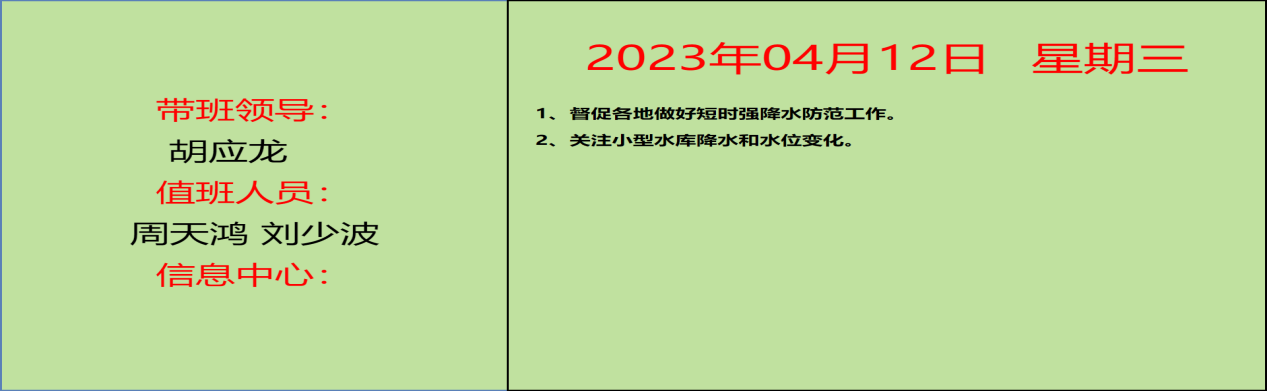 带班领导：
胡应龙
值班人员：
周天鸿 刘少波
信息中心：
2023年04月12日 星期三
1、督促各地做好短时强降水防范工作。
2、关注小型水库降水和水位变化。